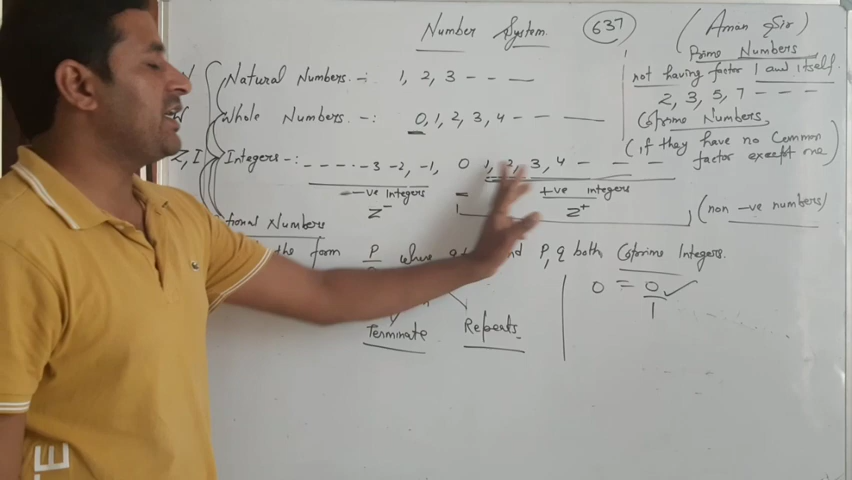 Number System.
637
(Aman Sir)
Prime Numbers
not having factor 1 and itself.
2, 3, 5, 7 - - -
Coprime Numbers,
(if they have no Common
factor except one)
Natural Numbers. -: 1, 2, 3 - - -
W Whole Numbers. -: 0, 1, 2, 3, 4 - - -
Z, I Integers -: - - - - -3 -2, -1, 0 1, 2, 3, 4 - - -
-ve Integers
+ve integers
Z⁻
Z⁺
(non -ve numbers)
tional Numbers
the form P where and P, q both Coprime Integers.
Terminate
Repeats
0 = 0/1 ✓
TE